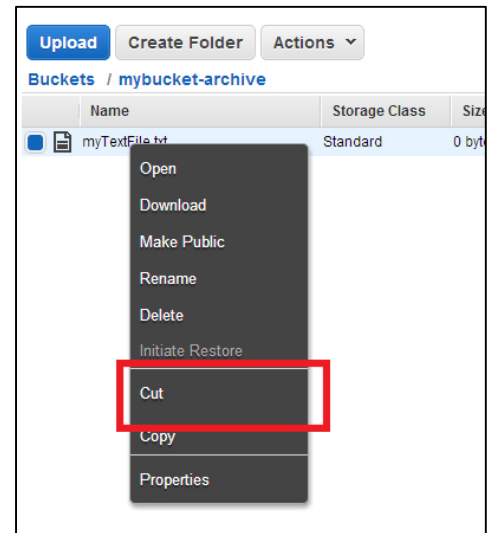 Upload Create Folder Actions
Buckets / mybucket-archive
Name Storage Class
myTextFile.txt Standard 0
Open
Download
Make Public
Rename
Delete
Initiate Restore
Cut
Copy
Properties